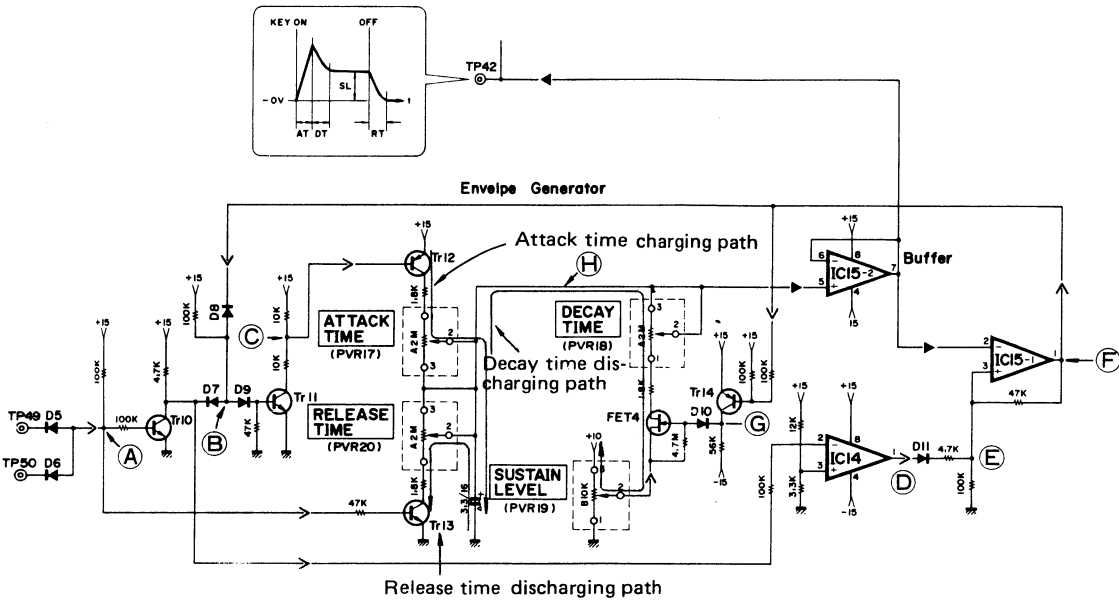 KEY ON OFF
SL
-0V
t
AT DT RT
TP42
Envelpe Generator
+15
Tr12
Attack time charging path
H
+15
6 8
IC15-2 7
5 4
15
Buffer
+15
100K
D8
+15
10K
C
10K
1.8K
1
ATTACK
TIME
(PVR17)
A2M
2
3
DECAY
TIME
(PVR18)
3
A2M
2
1
1.8K
Decay time dis-
charging path
+15
100K
+15
4.7K
D7 D9
B
47K
Tr11
TP49 D5
TP50 D6
A
100K
Tr10
RELEASE
TIME
(PVR20)
3
A2M
2
1.8K
47K
Tr13
3.3/16
SUSTAIN
LEVEL
(PVR19)
+10
3
B10K
2
1
FET4
4.7M
D10
Tr14
+15
100K
100K
G
56K
-15
+15
12K
3.3K
100K
+15
2 8
IC14 1
3 4
-15
D
D11 4.7K
E
100K
2
IC15-1 1
3
47K
F
Release time discharging path